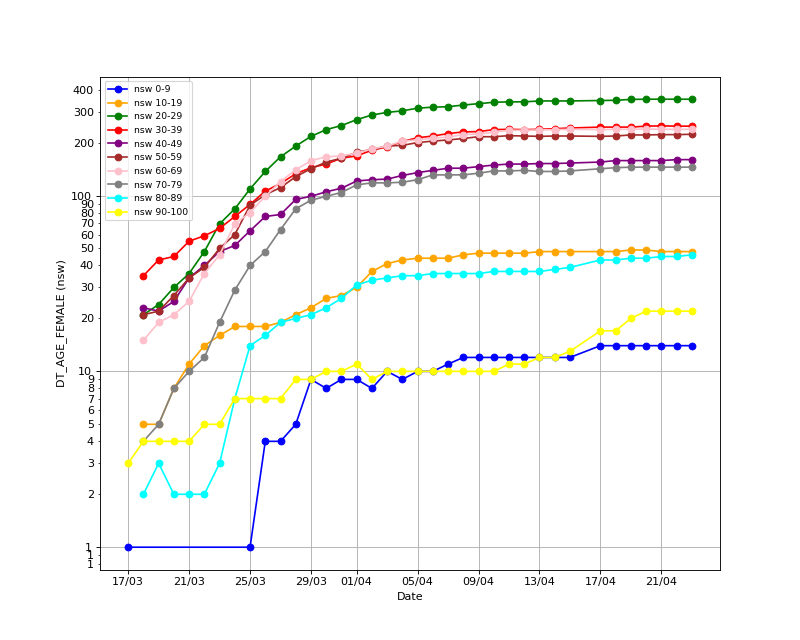 400
300
200
100
90
80
70
60
50
40
30
20
10
9
8
7
6
5
4
3
2
1
1
1
DT_AGE_FEMALE (nsw)
nsw 0-9
nsw 10-19
nsw 20-29
nsw 30-39
nsw 40-49
nsw 50-59
nsw 60-69
nsw 70-79
nsw 80-89
nsw 90-100
17/03 21/03 25/03 29/03 01/04 05/04 09/04 13/04 17/04 21/04
Date